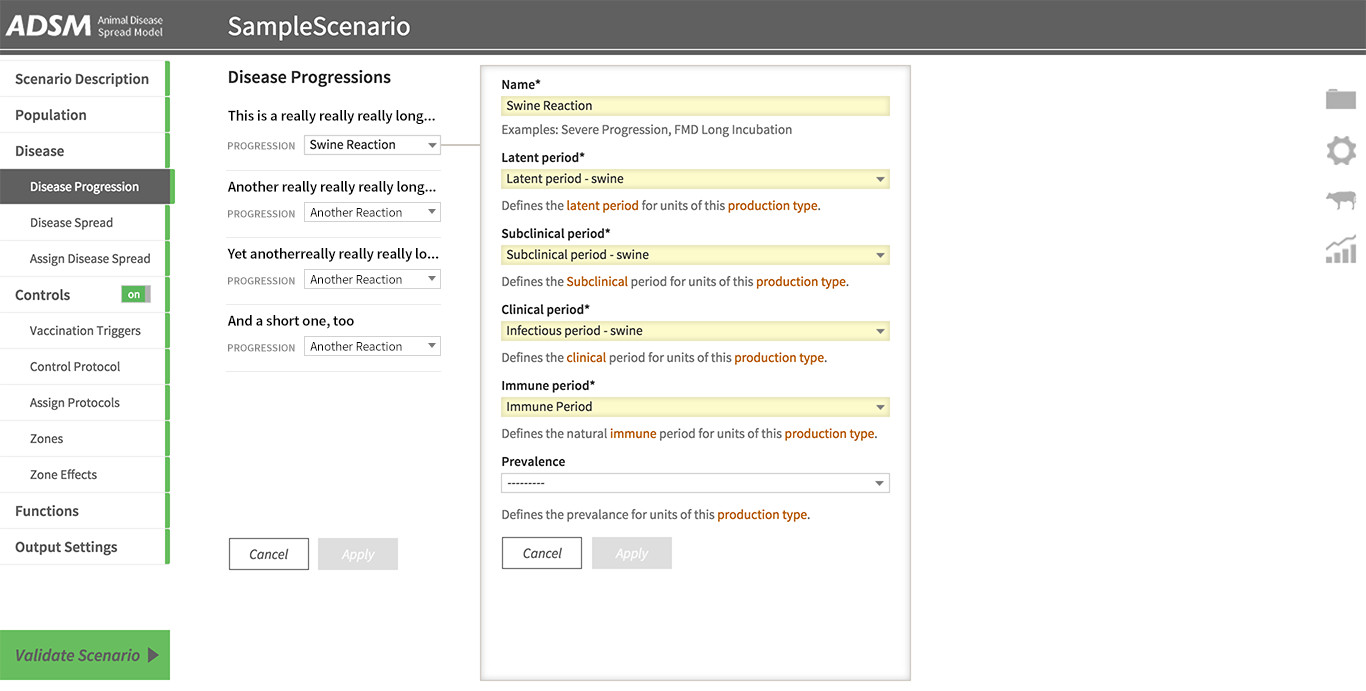 ADSM Animal Disease
Spread Model
SampleScenario
Scenario Description
Population
Disease
Disease Progression
Disease Spread
Assign Disease Spread
Controls on
Vaccination Triggers
Control Protocol
Assign Protocols
Zones
Zone Effects
Functions
Output Settings
Validate Scenario
Disease Progressions
This is a really really really long...
PROGRESSION Swine Reaction
Another really really really long...
PROGRESSION Another Reaction
Yet anotherreally really really lo...
PROGRESSION Another Reaction
And a short one, too
PROGRESSION Another Reaction
Cancel Apply
Name*
Swine Reaction
Examples: Severe Progression, FMD Long Incubation
Latent period*
Latent period - swine
Defines the latent period for units of this production type.
Subclinical period*
Subclinical period - swine
Defines the Subclinical period for units of this production type.
Clinical period*
Infectious period - swine
Defines the clinical period for units of this production type.
Immune period*
Immune Period
Defines the natural immune period for units of this production type.
Prevalence
---------
Defines the prevalance for units of this production type.
Cancel Apply